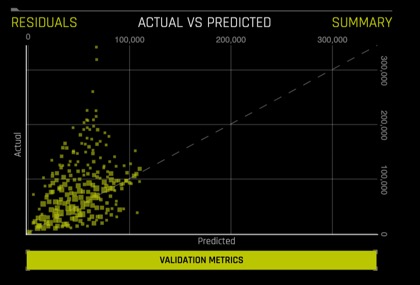 RESIDUALS ACTUAL VS PREDICTED SUMMARY
0 100,000 200,000 300,000
300,000
200,000
100,000
0
Actual
Predicted
VALIDATION METRICS